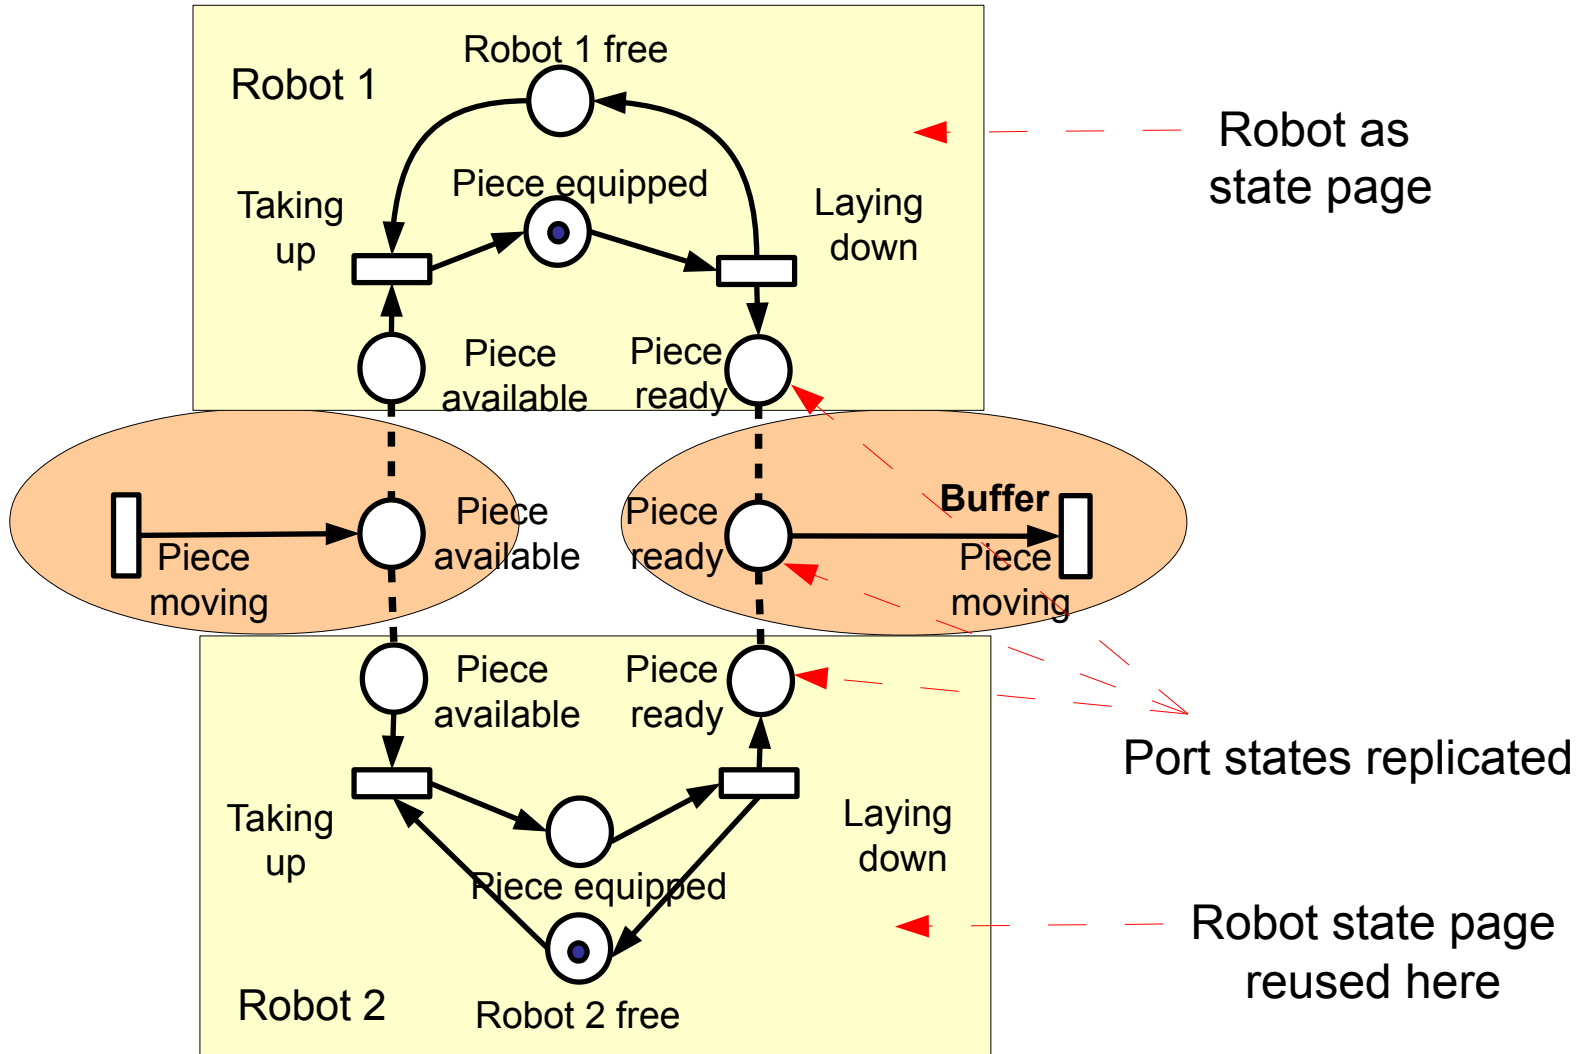 Robot 1 free
Robot 1
Robot as
state page
Piece equipped
Taking
up
Laying
down
Piece
available
Piece
ready
Buffer
Piece
available
Piece
ready
Piece
moving
Piece
moving
Piece
available
Piece
ready
Port states replicated
Taking
up
Laying
down
Piece equipped
Robot state page
reused here
Robot 2
Robot 2 free